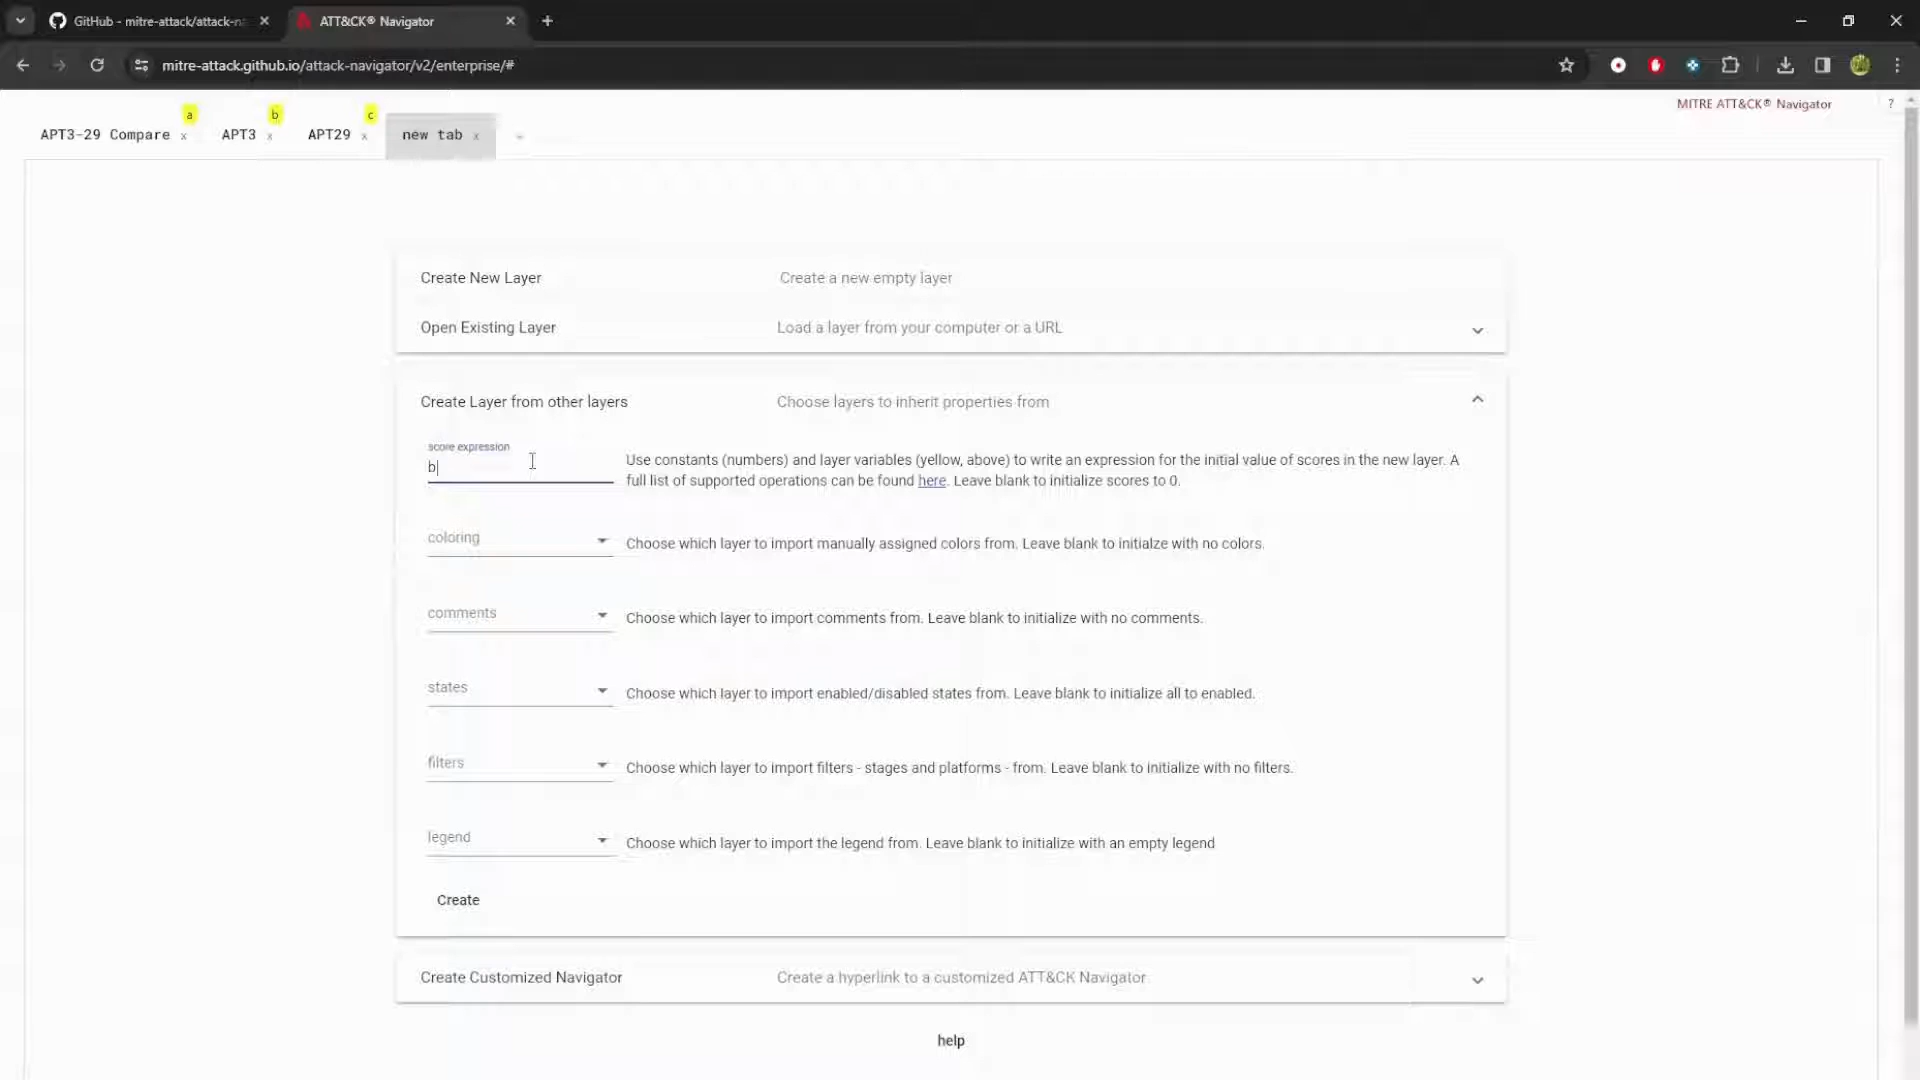 GitHub - mitre-attack/attack-n
ATT&CK® Navigator
mitre-attack.github.io/attack-navigator/v2/enterprise/#
MITRE ATT&CK® Navigator ?
a b c
APT3-29 Compare x APT3 x APT29 x new tab x
Create New Layer Create a new empty layer
Open Existing Layer Load a layer from your computer or a URL
Create Layer from other layers Choose layers to inherit properties from
score expression
b
Use constants (numbers) and layer variables (yellow, above) to write an expression for the initial value of scores in the new layer. A
full list of supported operations can be found here. Leave blank to initialize scores to 0.
coloring Choose which layer to import manually assigned colors from. Leave blank to initialze with no colors.
comments Choose which layer to import comments from. Leave blank to initialize with no comments.
states Choose which layer to import enabled/disabled states from. Leave blank to initialize all to enabled.
filters Choose which layer to import filters - stages and platforms - from. Leave blank to initialize with no filters.
legend Choose which layer to import the legend from. Leave blank to initialize with an empty legend
Create
Create Customized Navigator Create a hyperlink to a customized ATT&CK Navigator
help